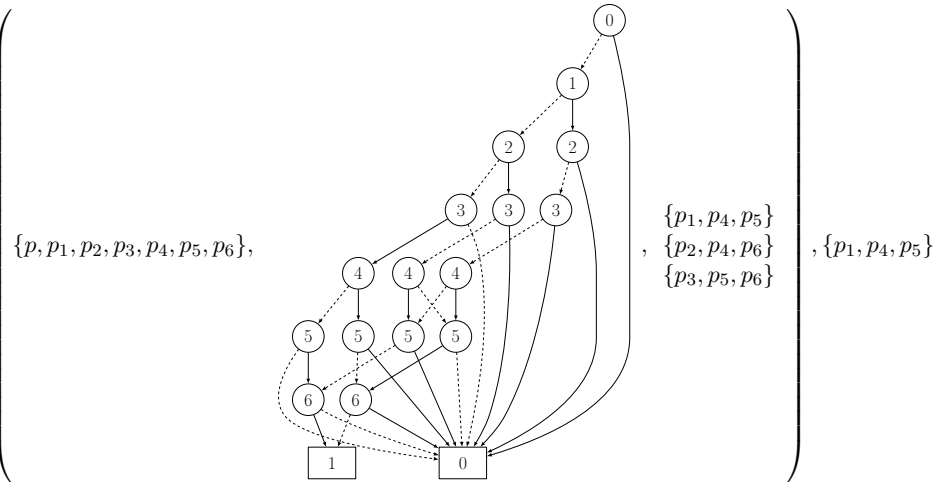 0
1
2 2
3 3 3
{p, p₁, p₂, p₃, p₄, p₅, p₆}, , {p₁, p₄, p₅} {p₂, p₄, p₆} {p₃, p₅, p₆} , {p₁, p₄, p₅}
4 4 4
5 5 5 5
6 6
1 0